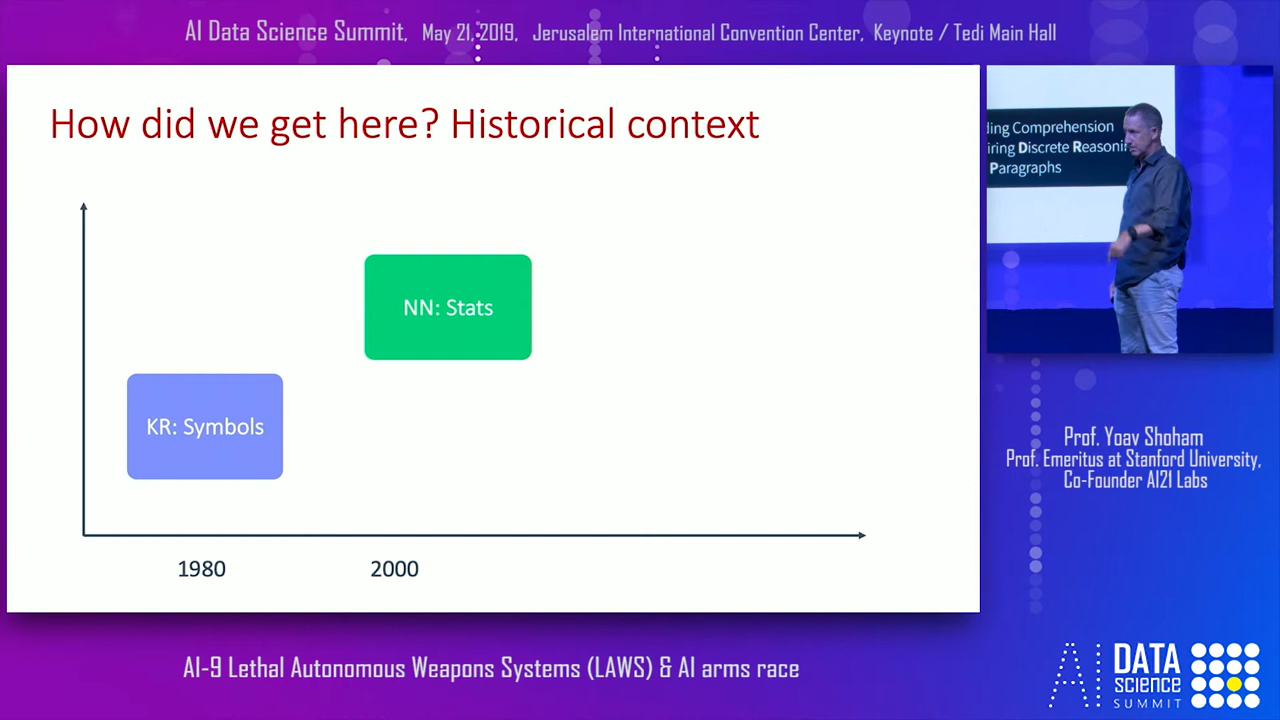 AI Data Science Summit, May 21, 2019, Jerusalem International Convention Center, Keynote / Tedi Main Hall
How did we get here? Historical context
NN: Stats
KR: Symbols
1980
2000
ding Comprehension
iring Discrete Reasoni
Paragraphs
Prof. Yoav Shoham
Prof. Emeritus at Stanford University,
Co-Founder AI21 Labs
AI-9 Lethal Autonomous Weapons Systems (LAWS) & AI arms race
AI DATA
SCIENCE
SUMMIT